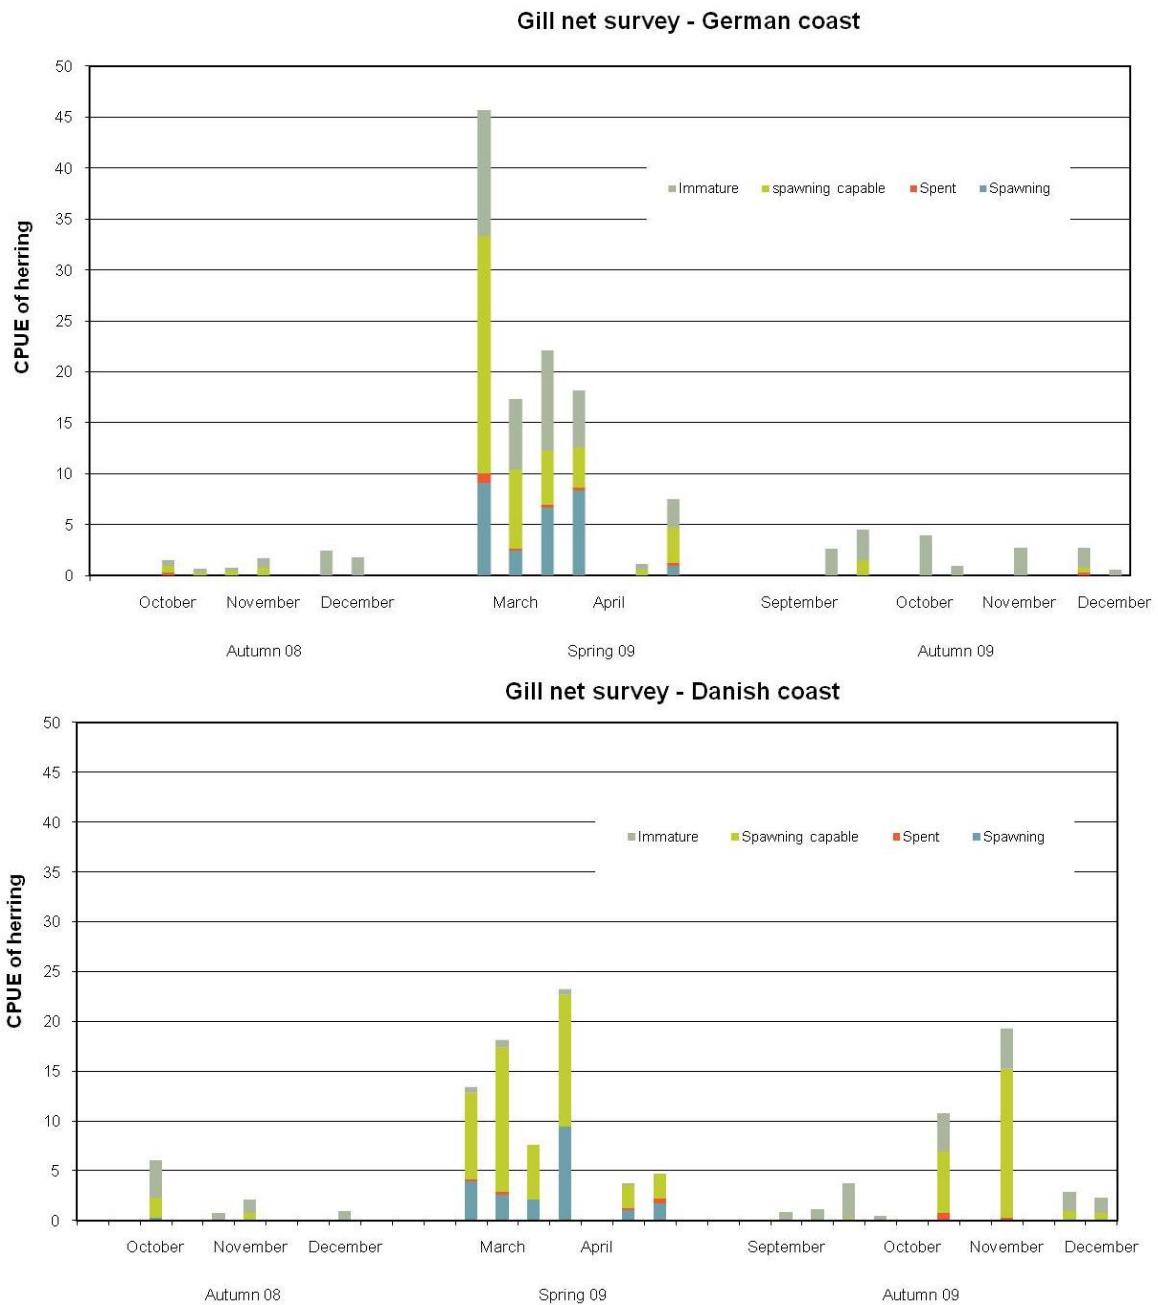 Gill net survey - German coast
50
45
40
35
30
25
20
15
10
5
0
CPUE of herring
Immature spawning capable Spent Spawning
October November December March April September October November December
Autumn 08 Spring 09 Autumn 09
Gill net survey - Danish coast
50
45
40
35
30
25
20
15
10
5
0
CPUE of herring
Immature Spawning capable Spent Spawning
October November December March April September October November December
Autumn 08 Spring 09 Autumn 09